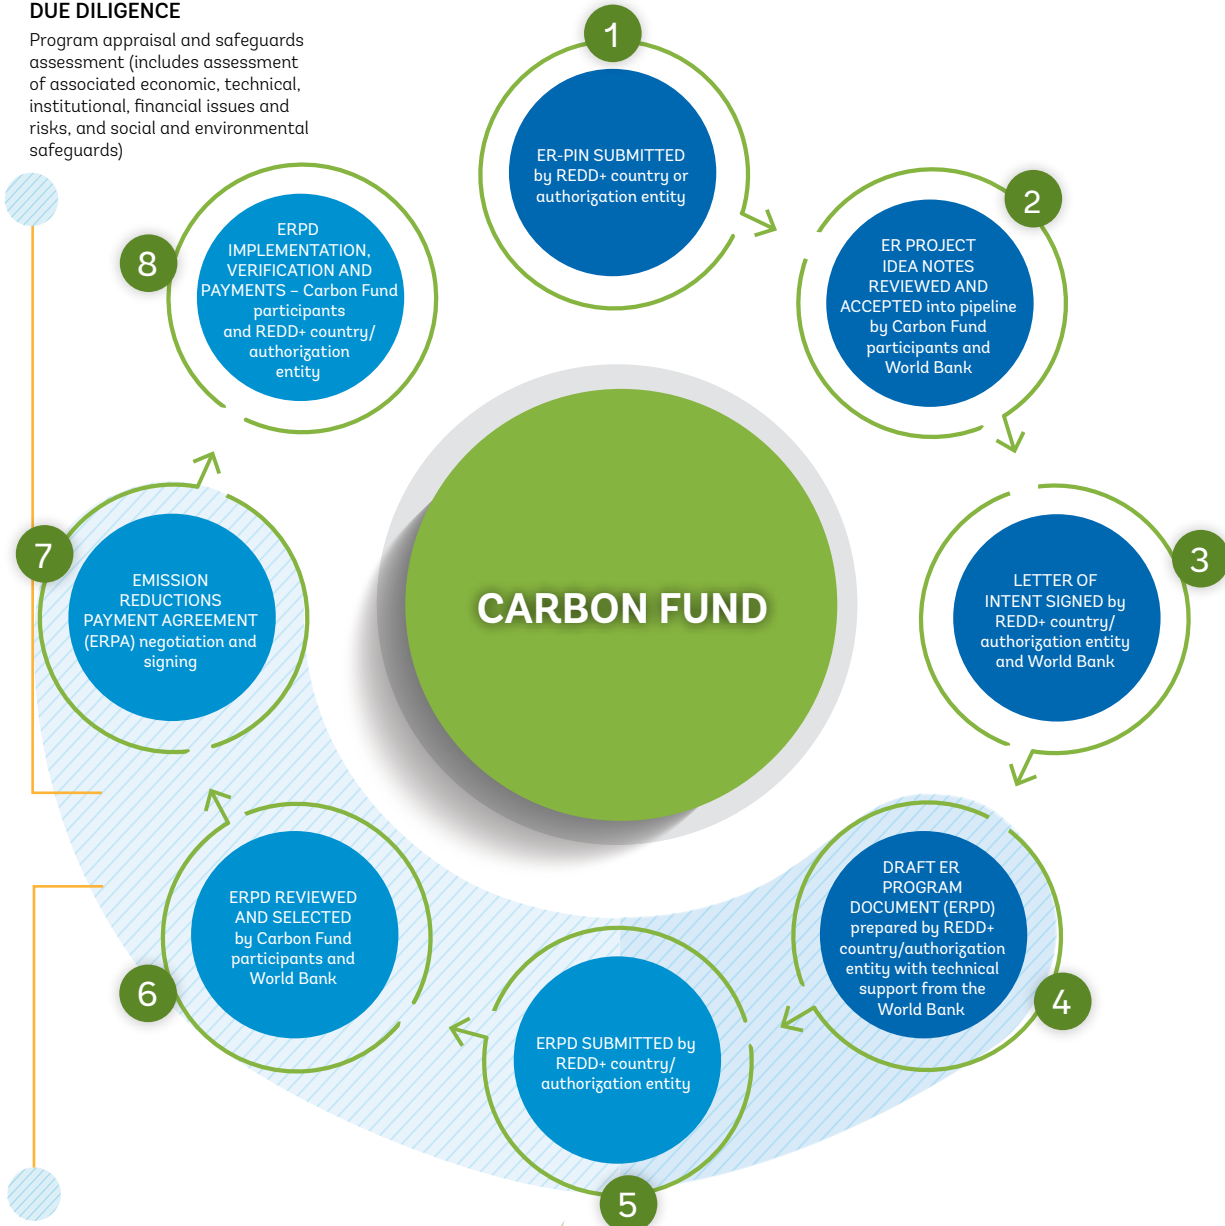 DUE DILIGENCE
Program appraisal and safeguards
assessment (includes assessment
of associated economic, technical,
institutional, financial issues and
risks, and social and environmental
safeguards)
1
ER-PIN SUBMITTED
by REDD+ country or
authorization entity
2
ER PROJECT
IDEA NOTES
REVIEWED AND
ACCEPTED into pipeline
by Carbon Fund
participants and
World Bank
3
LETTER OF
INTENT SIGNED by
REDD+ country/
authorization entity
and World Bank
4
DRAFT ER
PROGRAM
DOCUMENT (ERPD)
prepared by REDD+
country/authorization
entity with technical
support from the
World Bank
5
ERPD SUBMITTED by
REDD+ country/
authorization entity
6
ERPD REVIEWED
AND SELECTED
by Carbon Fund
participants and
World Bank
7
EMISSION
REDUCTIONS
PAYMENT AGREEMENT
(ERPA) negotiation and
signing
8
ERPD
IMPLEMENTATION,
VERIFICATION AND
PAYMENTS – Carbon Fund
participants
and REDD+ country/
authorization
entity
CARBON FUND